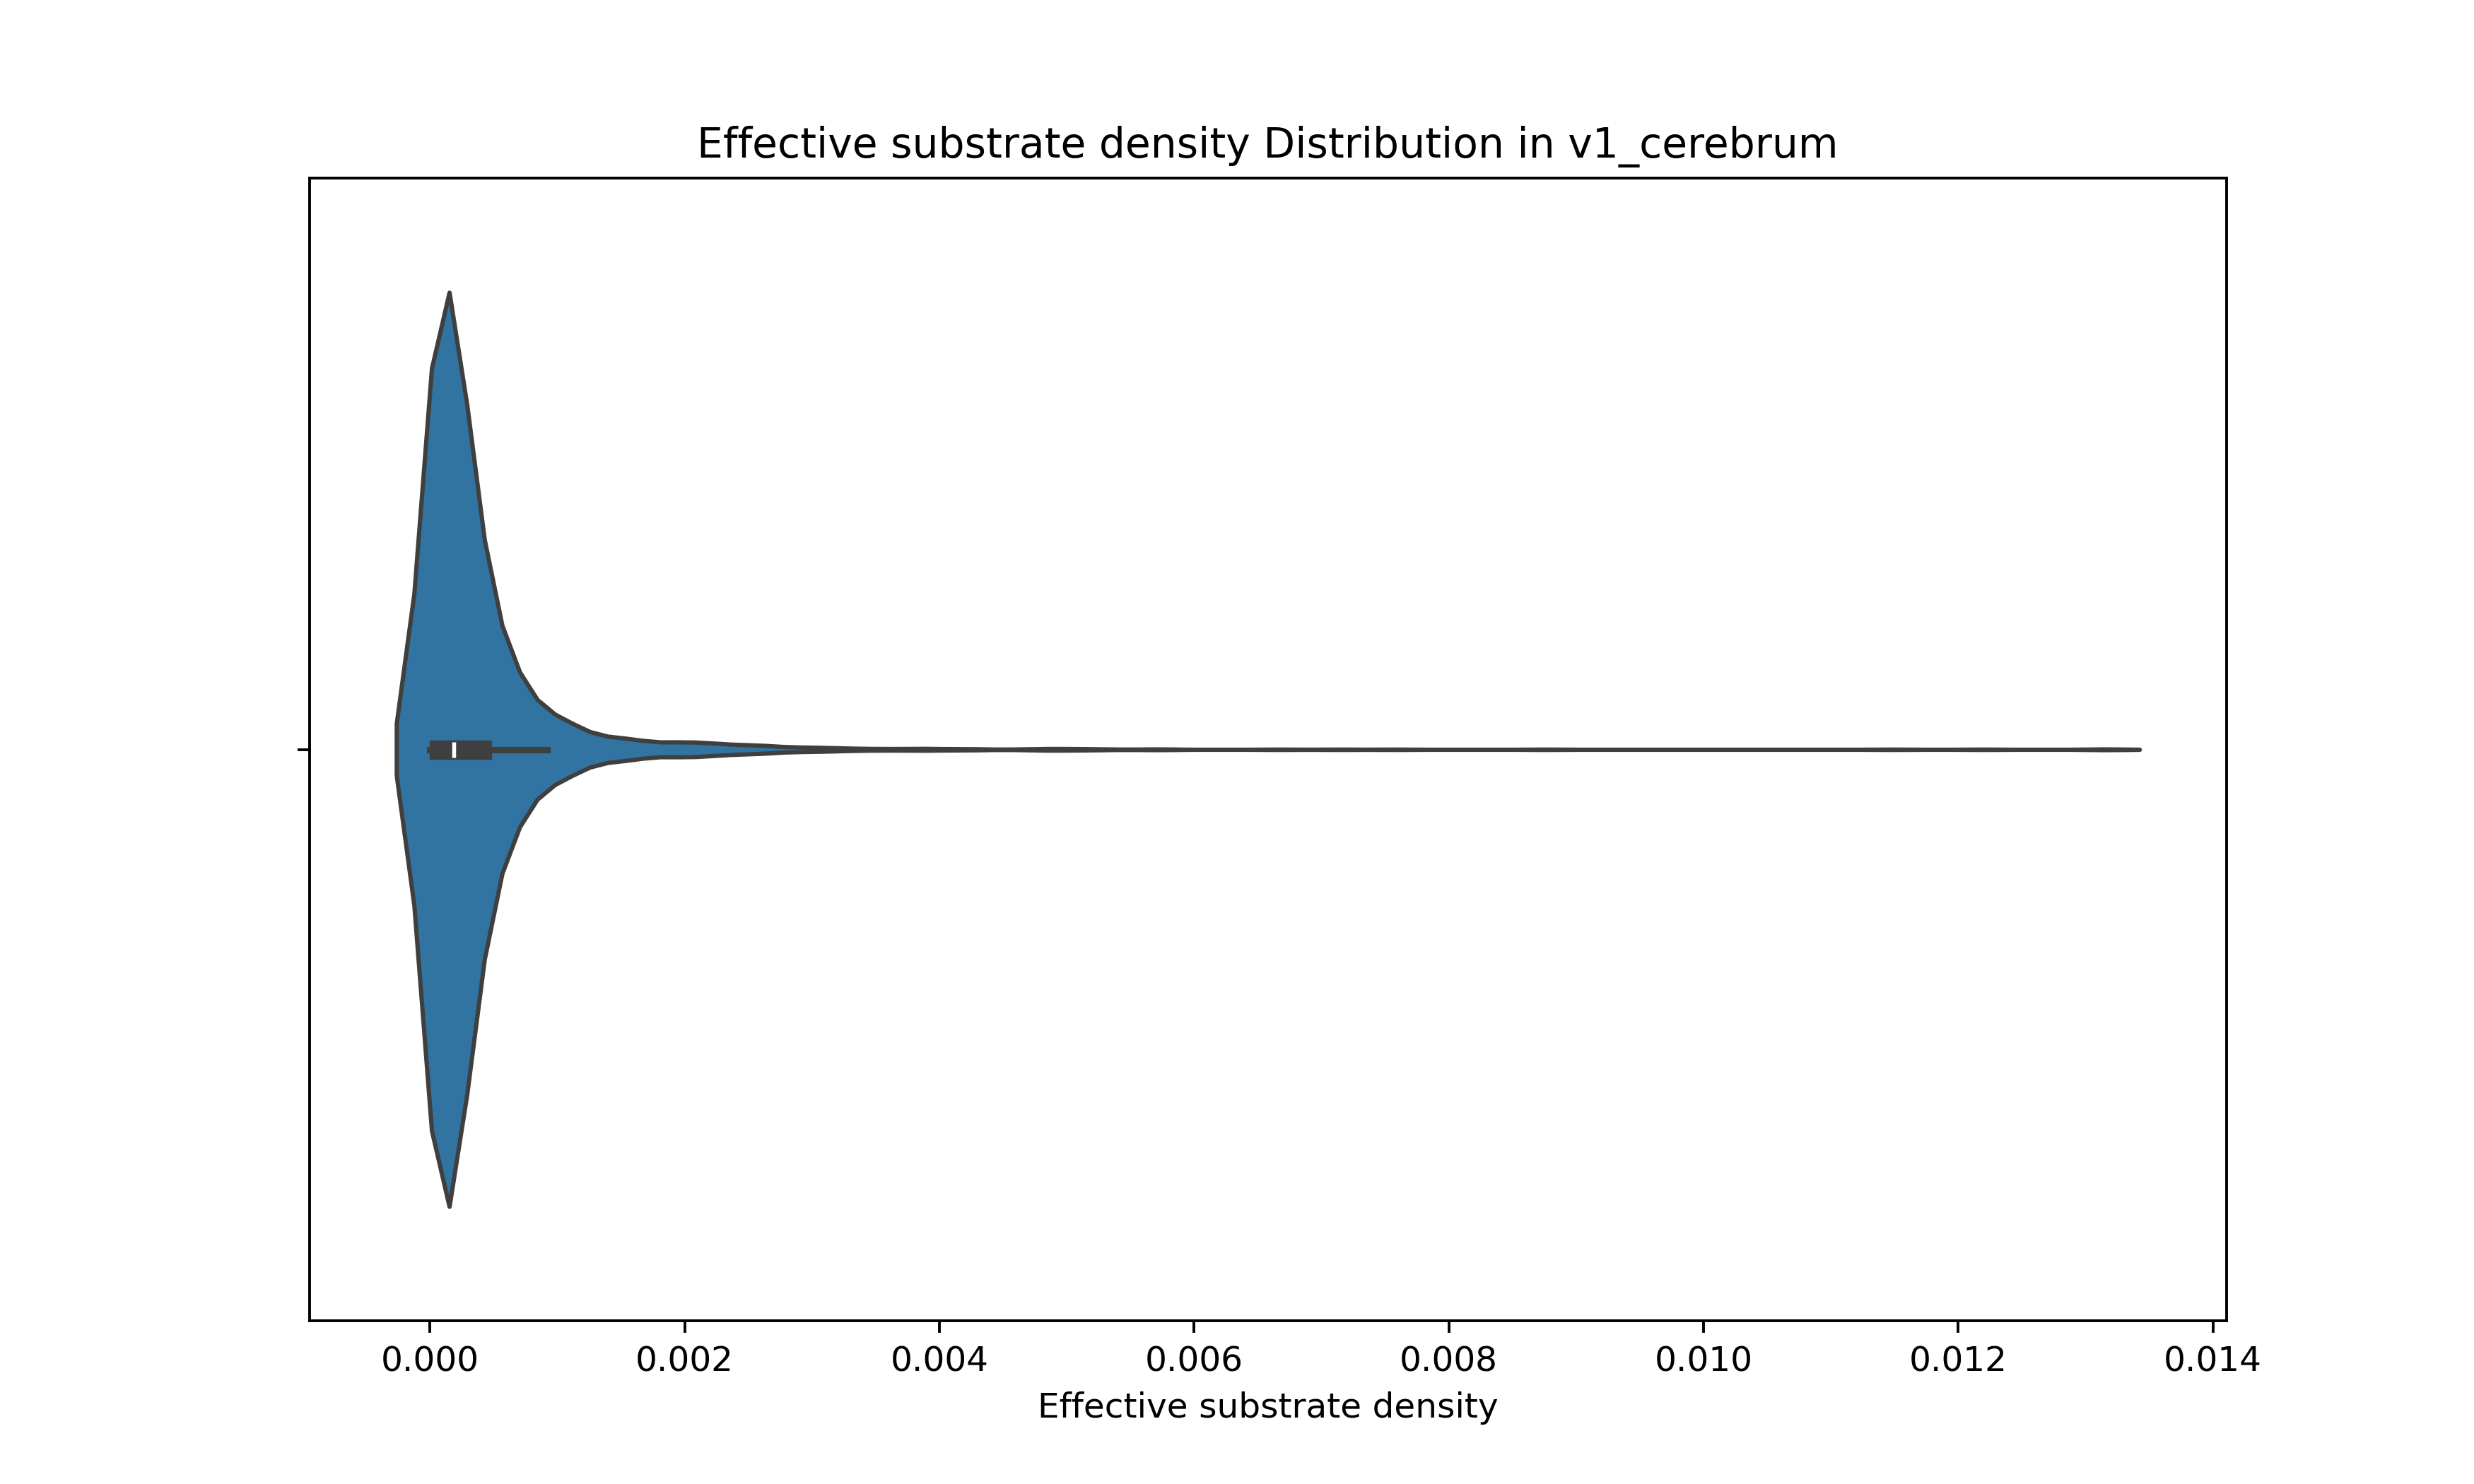 Effective substrate density Distribution in v1_cerebrum
0.000 0.002 0.004 0.006 0.008 0.010 0.012 0.014
Effective substrate density